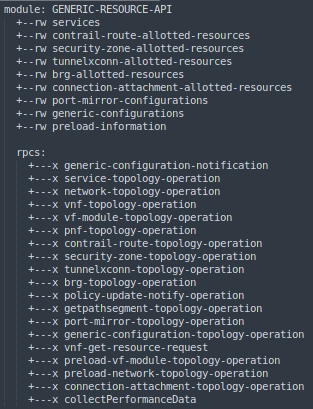 module: GENERIC-RESOURCE-API
+--rw services
+--rw contrail-route-allotted-resources
+--rw security-zone-allotted-resources
+--rw tunnelxconn-allotted-resources
+--rw brg-allotted-resources
+--rw connection-attachment-allotted-resources
+--rw port-mirror-configurations
+--rw generic-configurations
+--rw preload-information
rpcs:
+---x generic-configuration-notification
+---x service-topology-operation
+---x network-topology-operation
+---x vnf-topology-operation
+---x vf-module-topology-operation
+---x pnf-topology-operation
+---x contrail-route-topology-operation
+---x security-zone-topology-operation
+---x tunnelxconn-topology-operation
+---x brg-topology-operation
+---x policy-update-notify-operation
+---x getpathsegment-topology-operation
+---x port-mirror-topology-operation
+---x generic-configuration-topology-operation
+---x vnf-get-resource-request
+---x preload-vf-module-topology-operation
+---x preload-network-topology-operation
+---x connection-attachment-topology-operation
+---x collectPerformanceData